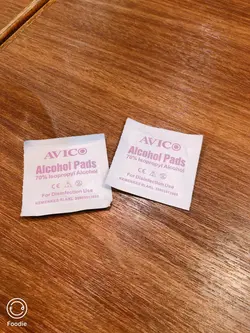 AVICO
Alcohol Pads
70% Isopropyl Alcohol
CE
For Disinfection Use
AVICO
Alcohol Pads
70% Isopropyl Alcohol
CE
For Disinfection Use
Foodie